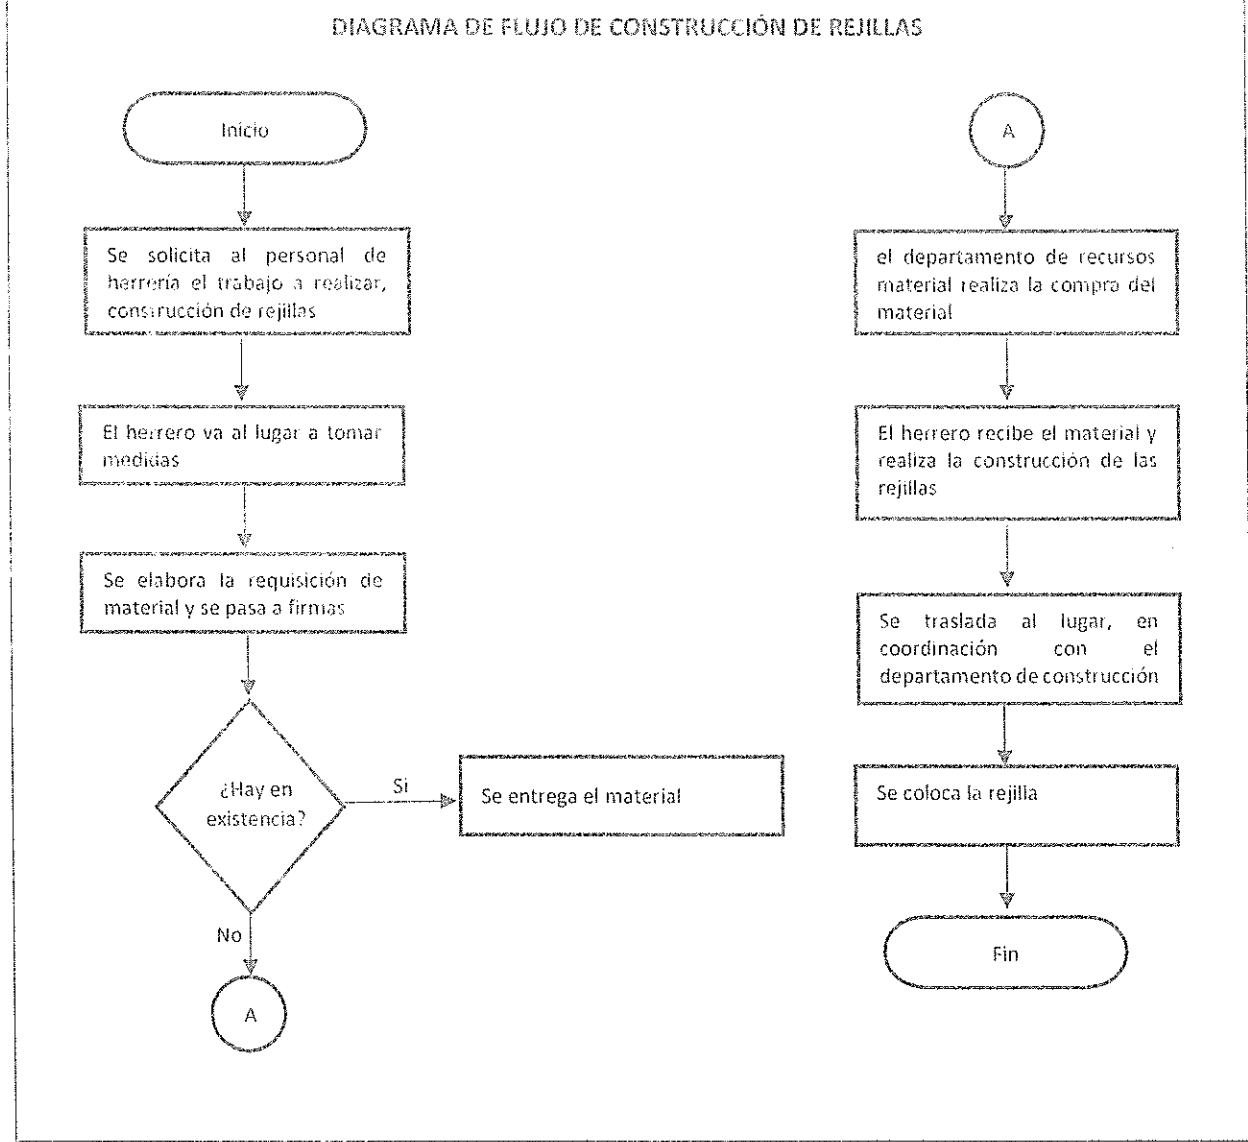 DIAGRAMA DE FLUJO DE CONSTRUCCIÓN DE REJILLAS
Inicio
Se solicita al personal de
herrería el trabajo a realizar,
construcción de rejillas
El herrero va al lugar a tomar
medidas
Se elabora la requisición de
material y se pasa a firmas
¿Hay en
existencia?
Si
Se entrega el material
No
A
A
el departamento de recursos
material realiza la compra del
material
El herrero recibe el material y
realiza la construcción de las
rejillas
Se traslada al lugar, en
coordinación con el
departamento de construcción
Se coloca la rejilla
Fin